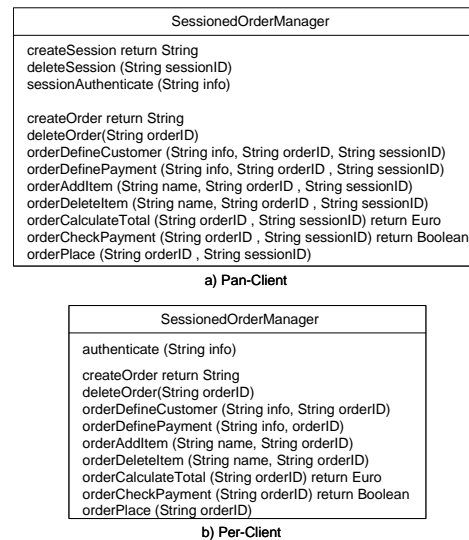 SessionedOrderManager
createSession return String
deleteSession (String sessionID)
sessionAuthenticate (String info)
createOrder return String
deleteOrder(String orderID)
orderDefineCustomer (String info, String orderID, String sessionID)
orderDefinePayment (String info, String orderID , String sessionID)
orderAddItem (String name, String orderID , String sessionID)
orderDeleteItem (String name, String orderID , String sessionID)
orderCalculateTotal (String orderID , String sessionID) return Euro
orderCheckPayment (String orderID , String sessionID) return Boolean
orderPlace (String orderID , String sessionID)
a) Pan-Client
SessionedOrderManager
authenticate (String info)
createOrder return String
deleteOrder(String orderID)
orderDefineCustomer (String info, String orderID)
orderDefinePayment (String info, orderID)
orderAddItem (String name, String orderID)
orderDeleteItem (String name, String orderID)
orderCalculateTotal (String orderID) return Euro
orderCheckPayment (String orderID) return Boolean
orderPlace (String orderID)
b) Per-Client